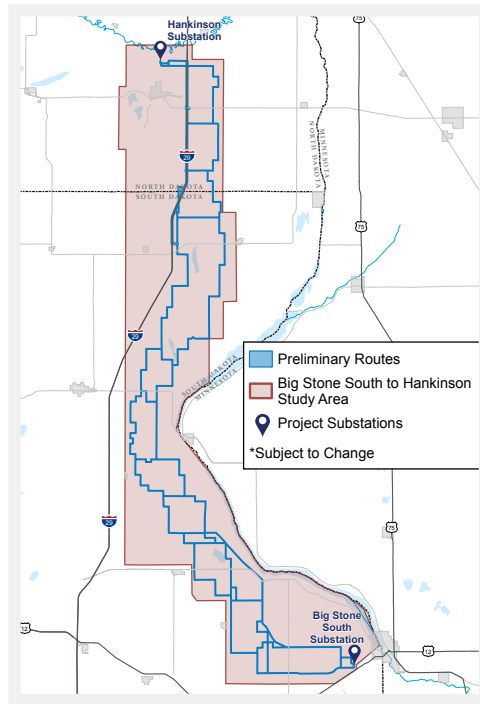 Hankinson
Substation
75
MINNESOTA
NORTH DAKOTA
29
NORTH DAKOTA
SOUTH DAKOTA
75
29
SOUTH DAKOTA
MINNESOTA
Preliminary Routes
Big Stone South to Hankinson
Study Area
Project Substations
*Subject to Change
29
75
Big Stone
South
Substation
12
12